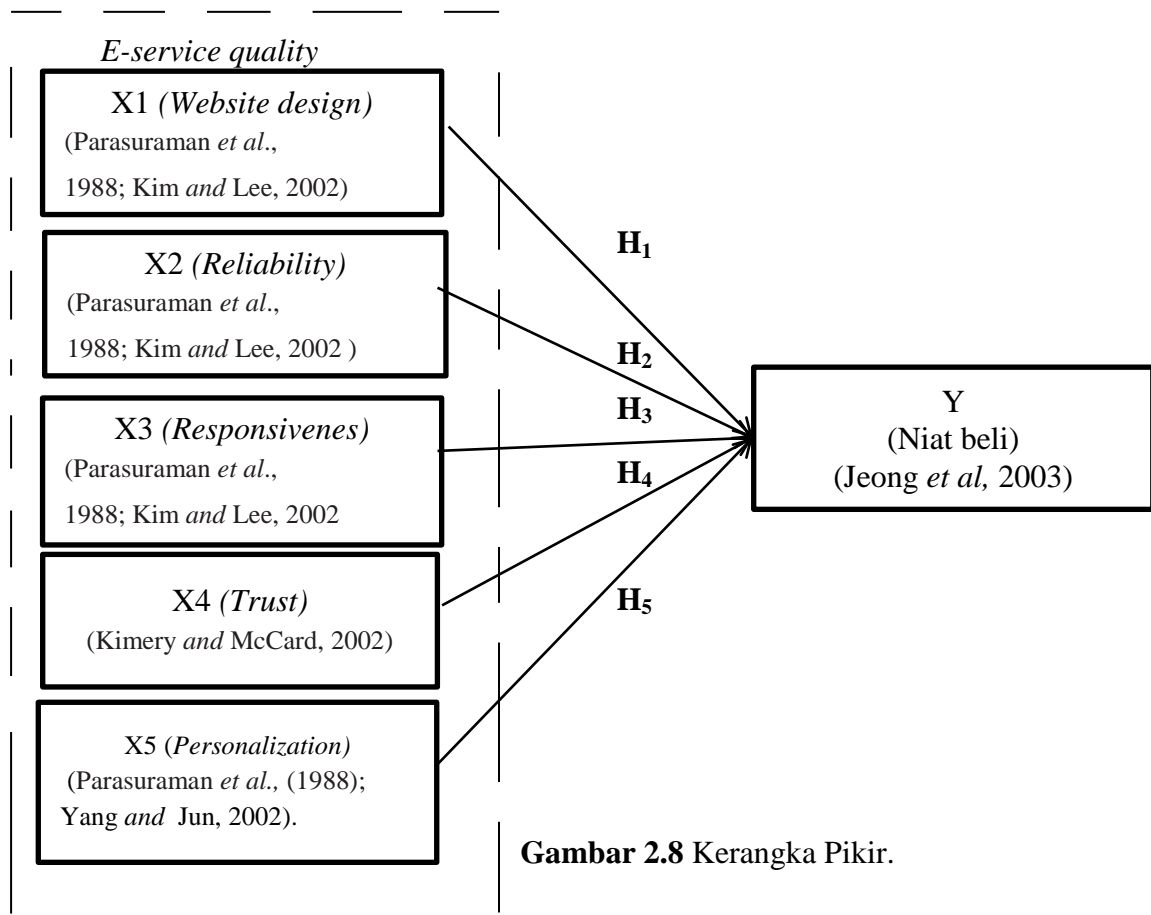 E-service quality
X1 (Website design)
(Parasuraman et al.,
1988; Kim and Lee, 2002)
X2 (Reliability)
(Parasuraman et al.,
1988; Kim and Lee, 2002 )
X3 (Responsivenes)
(Parasuraman et al.,
1988; Kim and Lee, 2002
X4 (Trust)
(Kimery and McCard, 2002)
X5 (Personalization)
(Parasuraman et al., (1988);
Yang and Jun, 2002).
H1
H2
H3
H4
H5
Y
(Niat beli)
(Jeong et al, 2003)
Gambar 2.8 Kerangka Pikir.